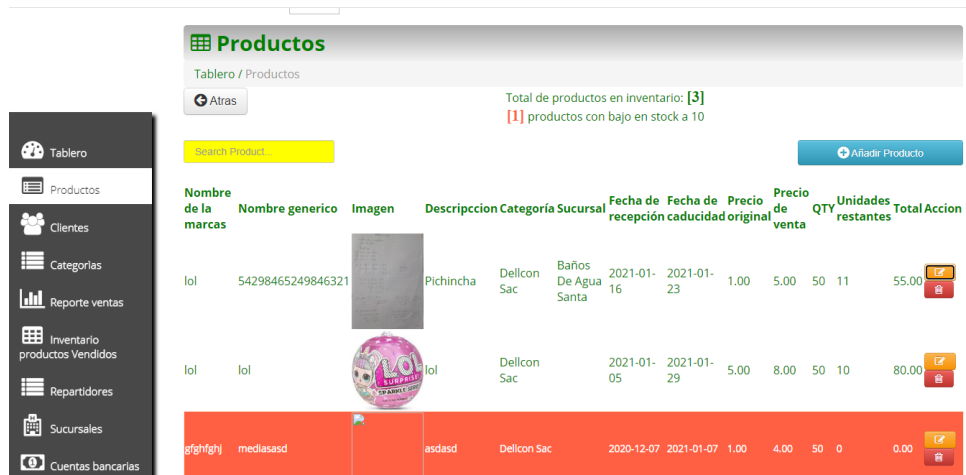 Productos
Tablero / Productos
Atras
Total de productos en inventario: [3]
[1] productos con bajo en stock a 10
Search Product...
Añadir Producto
Tablero
Productos
Clientes
Categorìas
Reporte ventas
Inventario
productos Vendidos
Repartidores
Sucursales
Cuentas bancarias
Nombre de la marcas Nombre generico Imagen Descripccion Categoría Sucursal Fecha de recepción Fecha de caducidad Precio original Precio de venta QTY Unidades restantes Total Accion
lol 54298465249846321 Pichincha Dellcon Sac Baños De Agua Santa 2021-01-16 2021-01-23 1.00 5.00 50 11 55.00
lol lol LOL SURPRISE lol Dellcon Sac 2021-01-05 2021-01-29 5.00 8.00 50 10 80.00
gfghfghj mediasasd asdasd Dellcon Sac 2020-12-07 2021-01-07 1.00 4.00 50 0 0.00